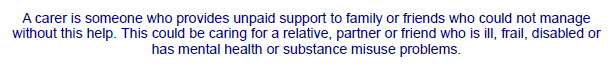 A carer is someone who provides unpaid support to family or friends who could not manage
without this help. This could be caring for a relative, partner or friend who is ill, frail, disabled or
has mental health or substance misuse problems.